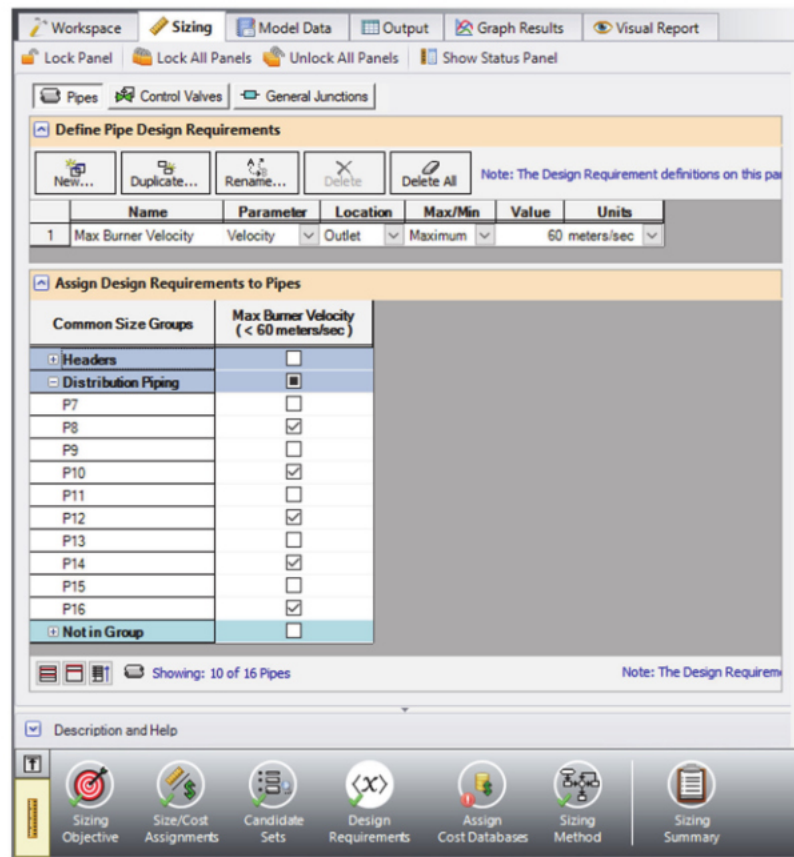 Workspace Sizing Model Data Output Graph Results Visual Report
Lock Panel Lock All Panels Unlock All Panels Show Status Panel
Pipes Control Valves General Junctions
Define Pipe Design Requirements
New... Duplicate... Rename... Delete Delete All Note: The Design Requirement definitions on this pa
Name Parameter Location Max/Min Value Units
1 Max Burner Velocity Velocity Outlet Maximum 60 meters/sec
Assign Design Requirements to Pipes
Common Size Groups Max Burner Velocity
( < 60 meters/sec )
Headers
Distribution Piping
P7
P8
P9
P10
P11
P12
P13
P14
P15
P16
Not in Group
Showing: 10 of 16 Pipes Note: The Design Requirem
Description and Help
Sizing Size/Cost Candidate Design Assign Sizing Sizing
Objective Assignments Sets Requirements Cost Databases Method Summary